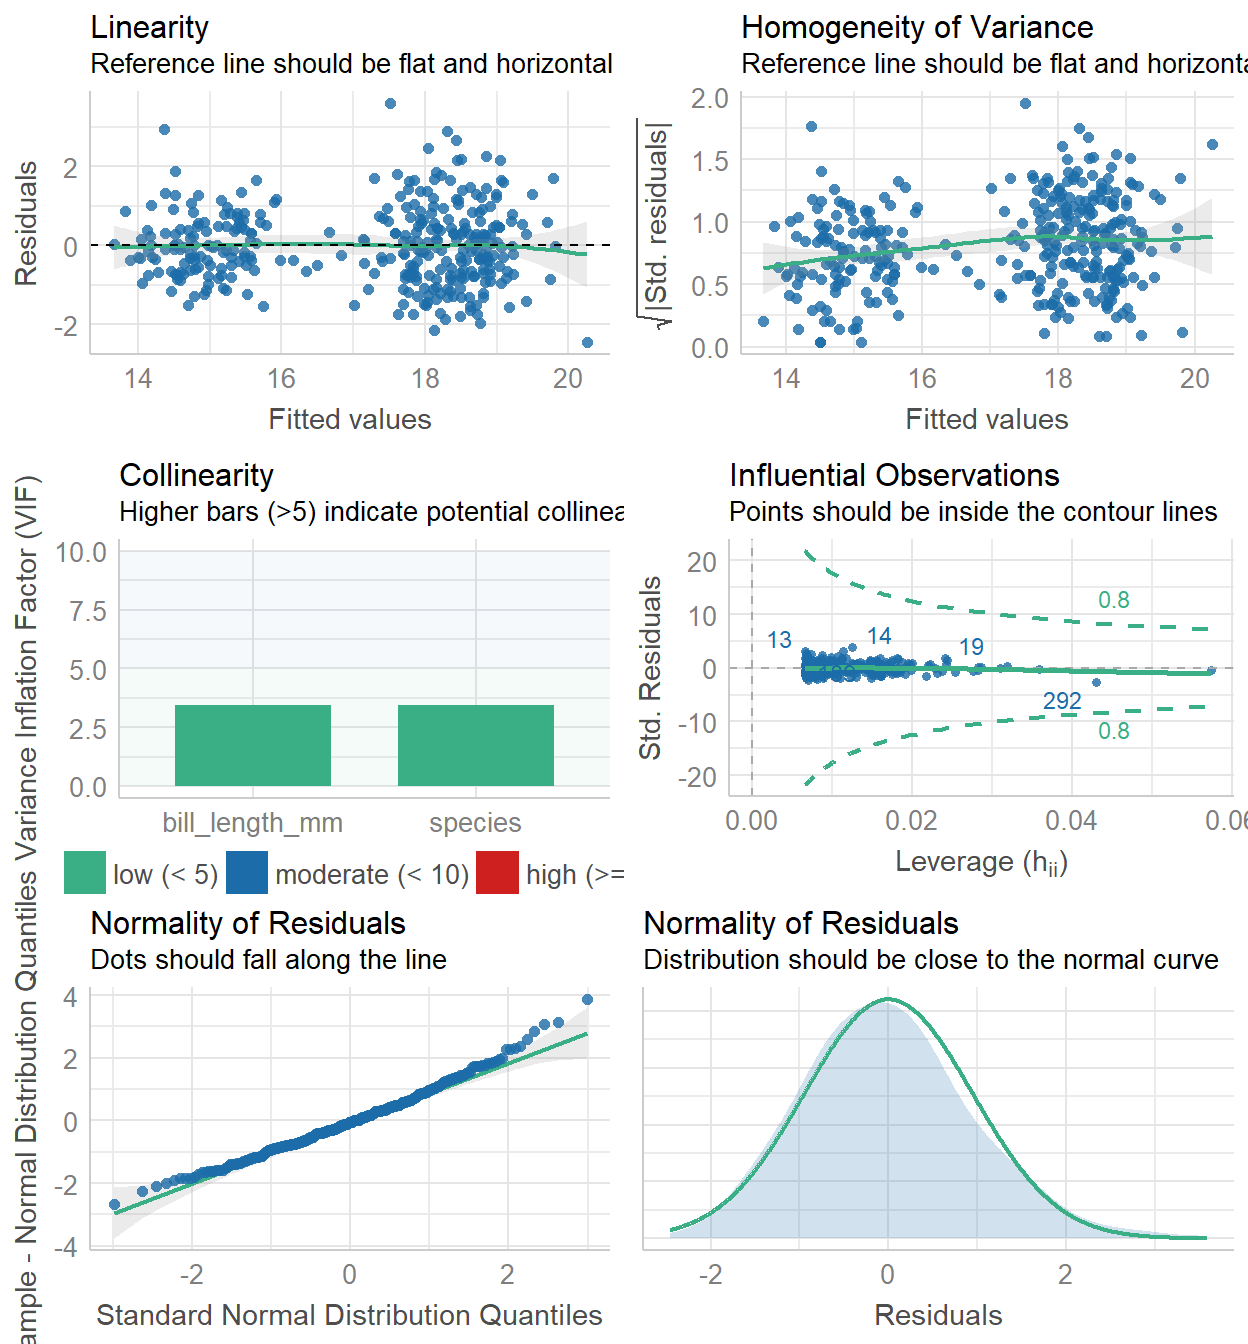 Linearity
Reference line should be flat and horizontal
Residuals
2
0
-2
14
16
18
20
Fitted values
Homogeneity of Variance
Reference line should be flat and horizonta
√|Std. residuals|
2.0
1.5
1.0
0.5
0.0
14
16
18
20
Fitted values
Collinearity
Higher bars (>5) indicate potential collinea
Variance Inflation Factor (VIF)
10.0
7.5
5.0
2.5
0.0
bill_length_mm
species
low (< 5)
moderate (< 10)
high (>=
Influential Observations
Points should be inside the contour lines
Std. Residuals
20
10
0
-10
-20
0.8
13
14
19
292
0.8
0.00
0.02
0.04
0.06
Leverage (hii)
Normality of Residuals
Dots should fall along the line
ample - Normal Distribution Quantiles
4
2
0
-2
-4
-2
0
2
Standard Normal Distribution Quantiles
Normality of Residuals
Distribution should be close to the normal curve
-2
0
2
Residuals